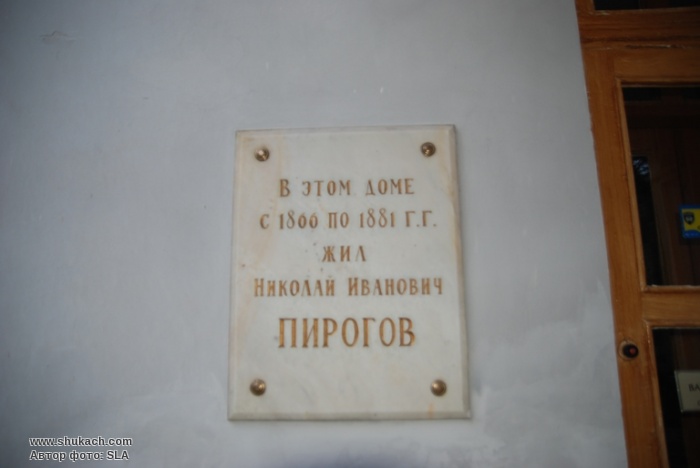 В ЭТОМ ДОМЕ
С 1866 ПО 1881 Г.Г.
ЖИЛ
НИКОЛАЙ ИВАНОВИЧ
ПИРОГОВ
www.shukach.com
Автор фото: SLA